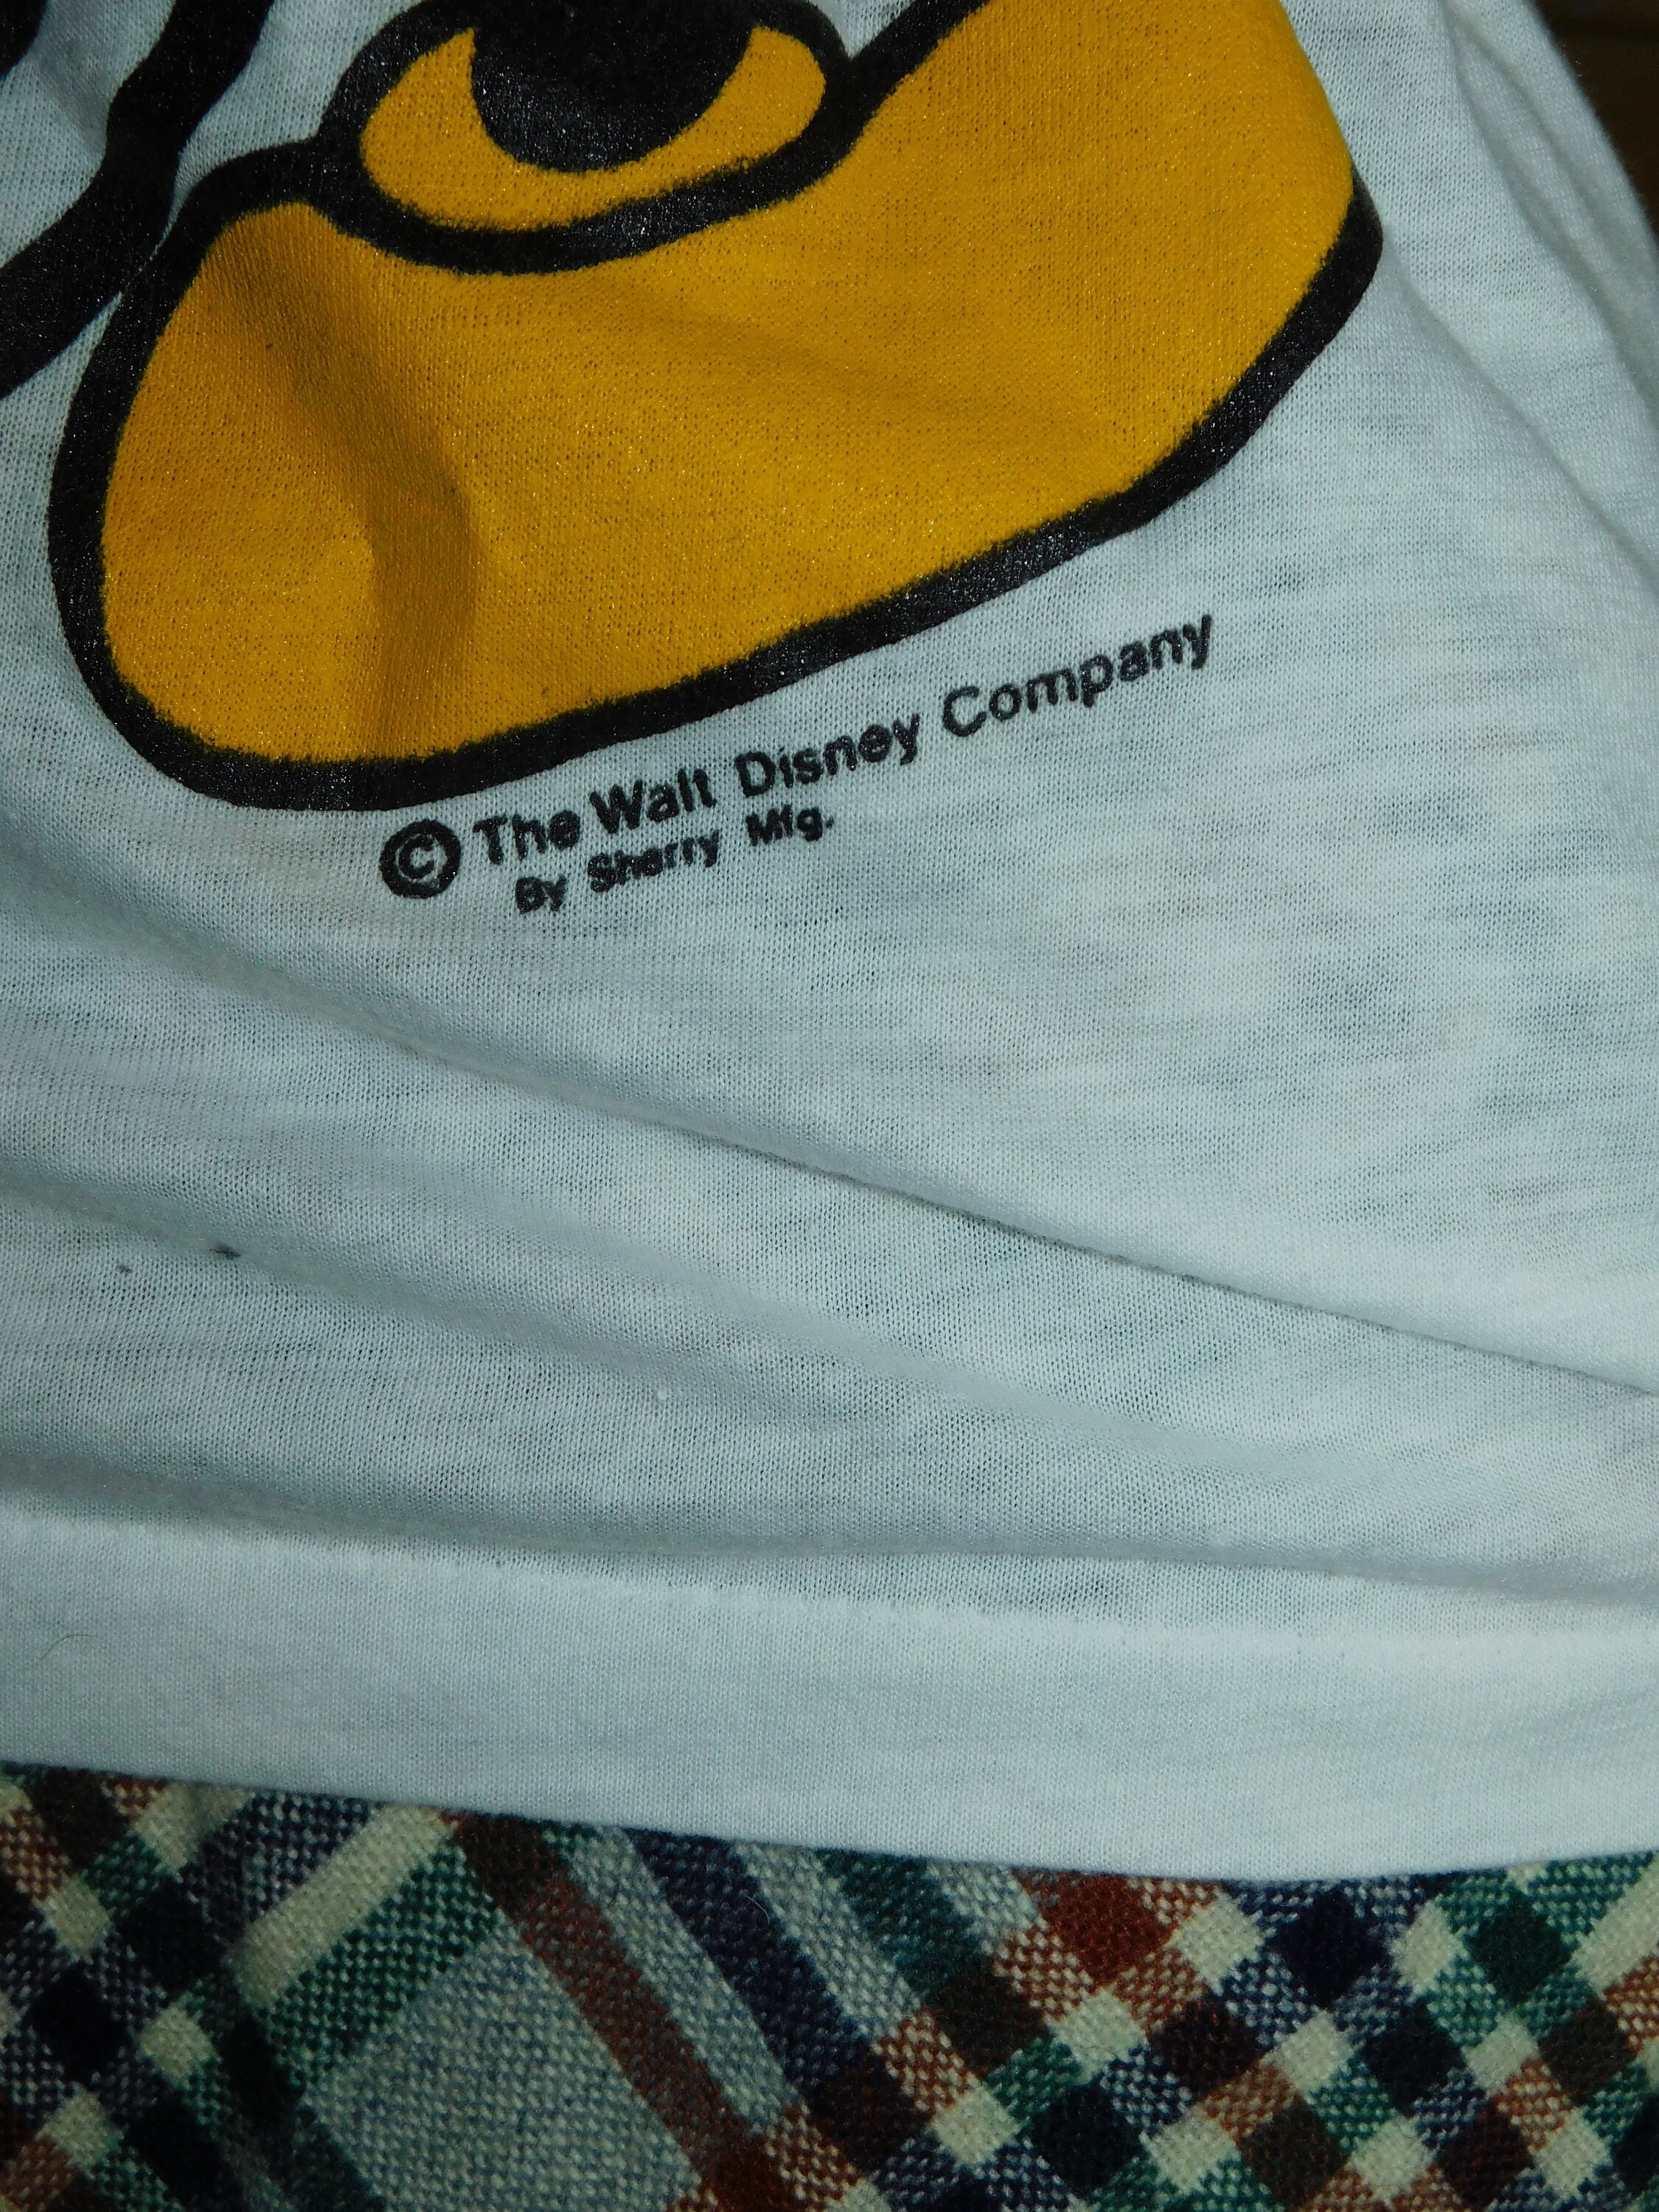 © The Walt Disney Company
By Sherry Mfg.